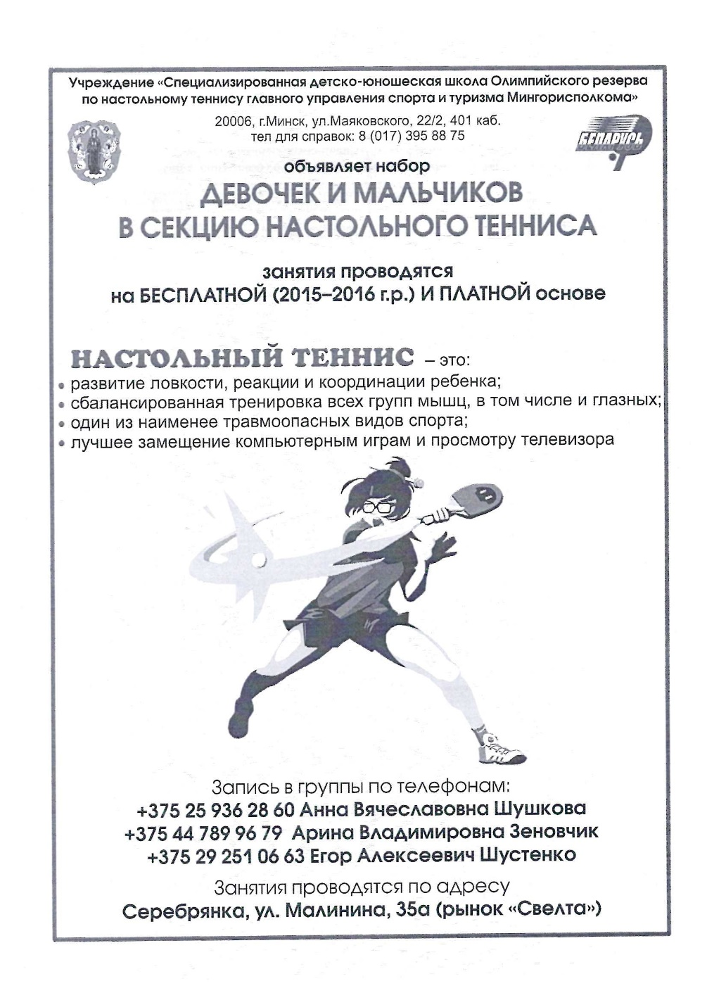 Учреждение «Специализированная детско-юношеская школа Олимпийского резерва
по настольному теннису главного управления спорта и туризма Мингорисполкома»
20006, г.Минск, ул.Маяковского, 22/2, 401 каб.
тел для справок: 8 (017) 395 88 75
БЕЛАРУСЬ
объявляет набор
ДЕВОЧЕК И МАЛЬЧИКОВ
В СЕКЦИЮ НАСТОЛЬНОГО ТЕННИСА
занятия проводятся
на БЕСПЛАТНОЙ (2015–2016 г.р.) И ПЛАТНОЙ основе
НАСТОЛЬНЫЙ ТЕННИС – это:
• развитие ловкости, реакции и координации ребенка;
• сбалансированная тренировка всех групп мышц, в том числе и глазных;
• один из наименее травмоопасных видов спорта;
• лучшее замещение компьютерным играм и просмотру телевизора
Запись в группы по телефонам:
+375 25 936 28 60 Анна Вячеславовна Шушкова
+375 44 789 96 79 Арина Владимировна Зеновчик
+375 29 251 06 63 Егор Алексеевич Шустенко
Занятия проводятся по адресу
Серебрянка, ул. Малинина, 35а (рынок «Свелта»)